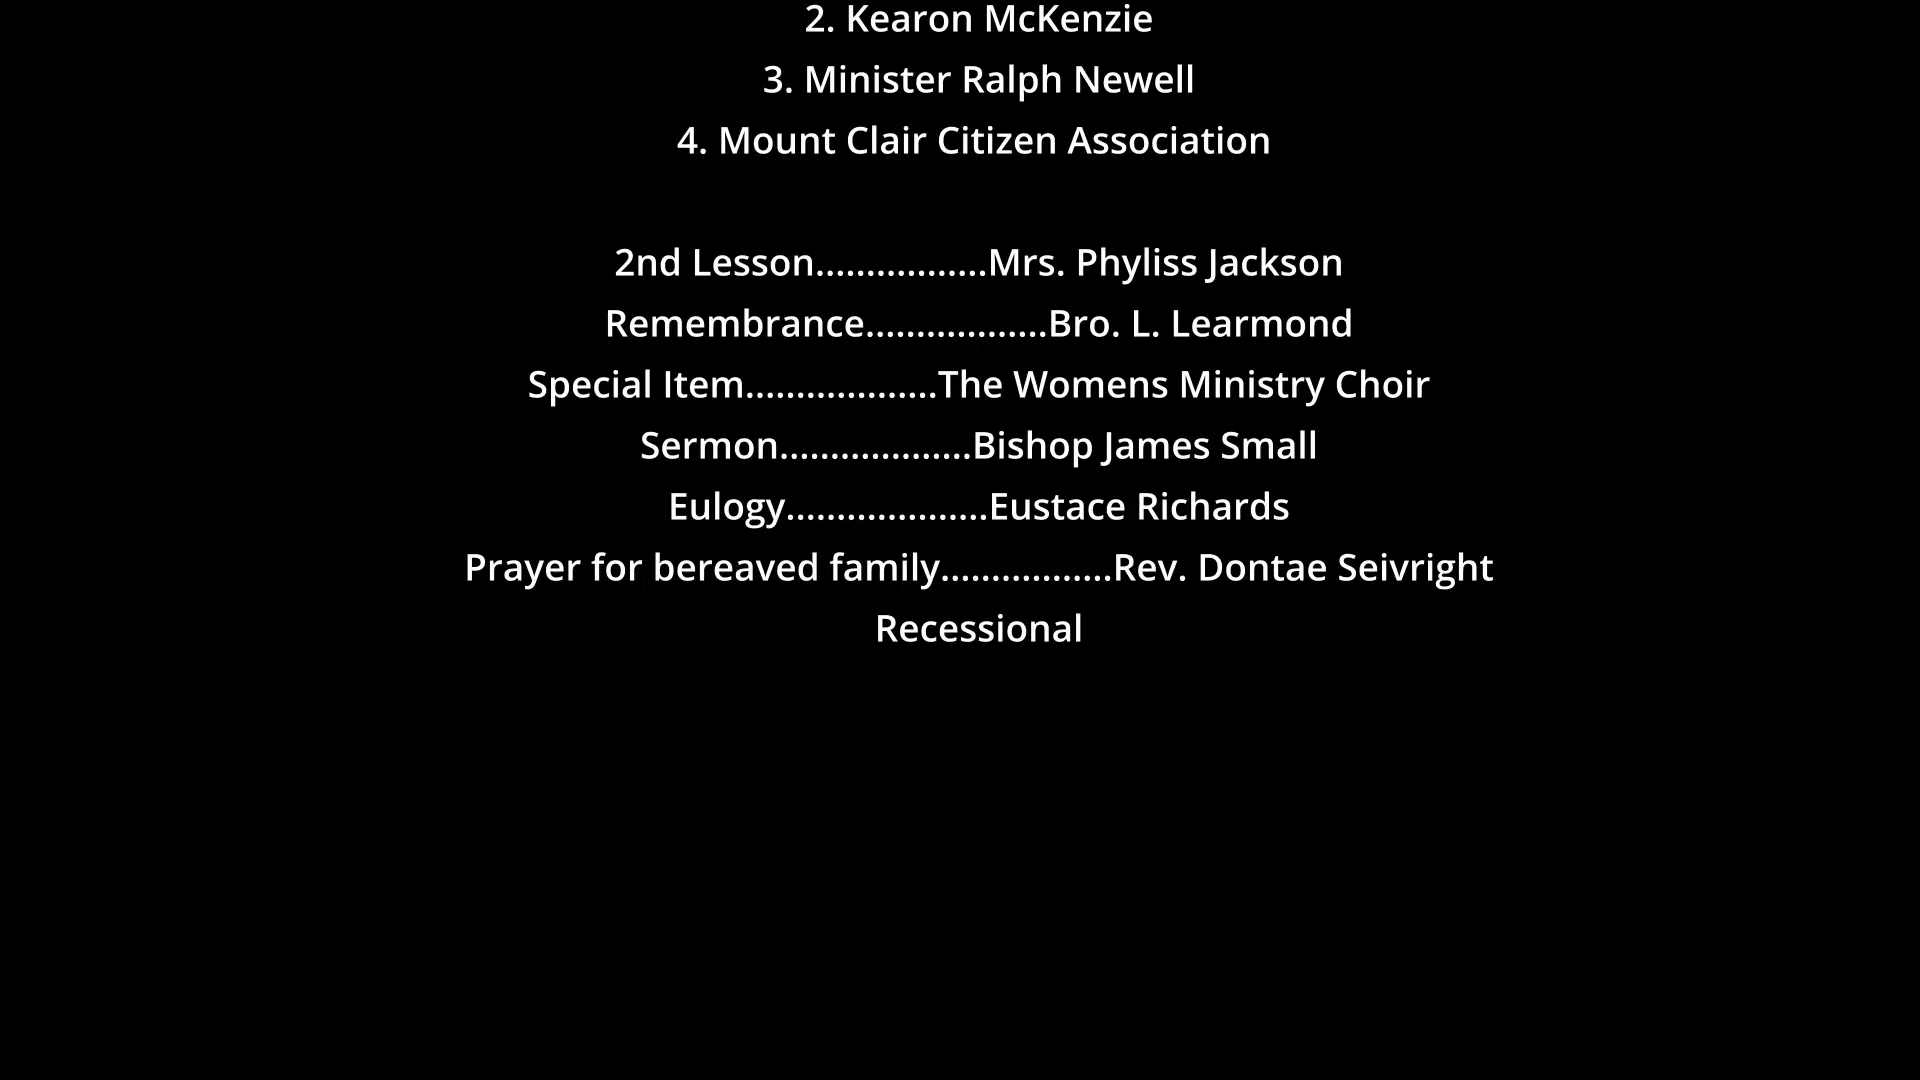 2. Kearon McKenzie
3. Minister Ralph Newell
4. Mount Clair Citizen Association
2nd Lesson.................Mrs. Phyliss Jackson
Remembrance..................Bro. L. Learmond
Special Item...................The Womens Ministry Choir
Sermon...................Bishop James Small
Eulogy....................Eustace Richards
Prayer for bereaved family.................Rev. Dontae Seivright
Recessional